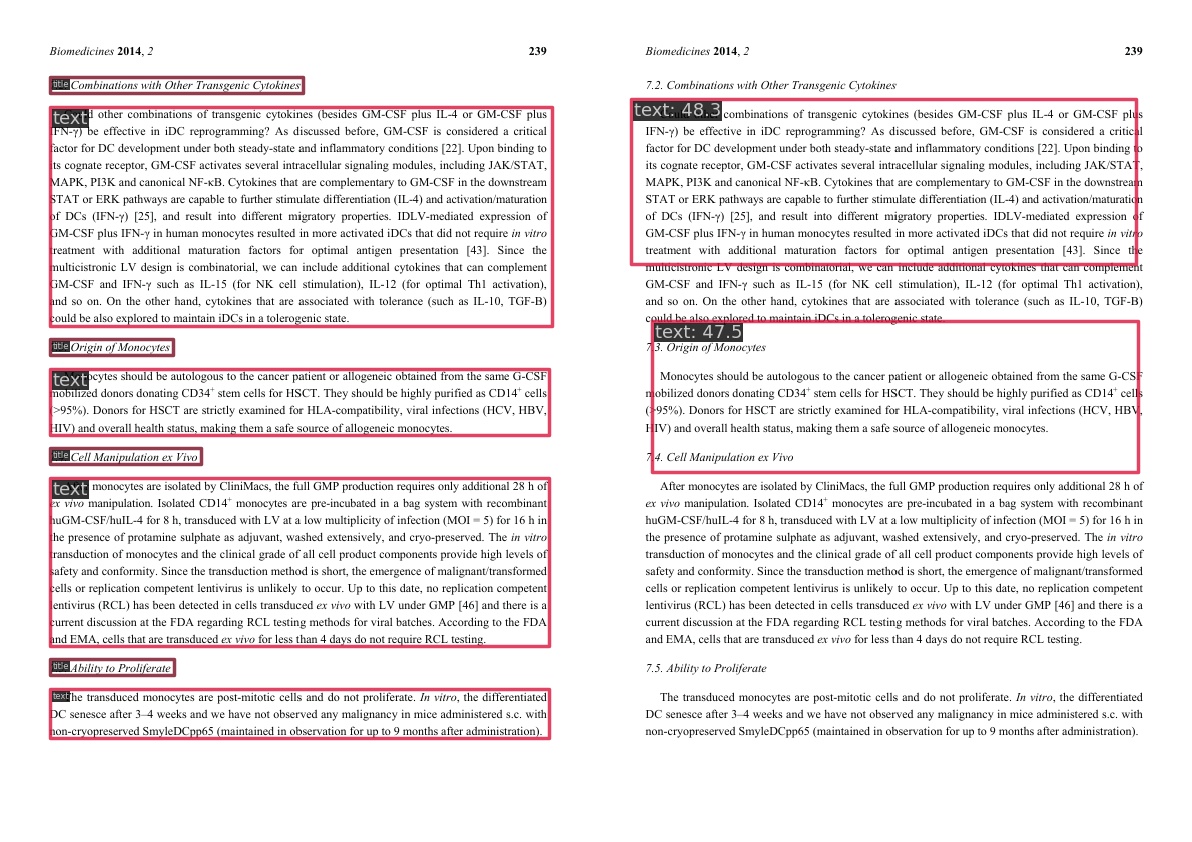 Biomedicines 2014, 2
239
title Combinations with Other Transgenic Cytokines
text other combinations of transgenic cytokines (besides GM-CSF plus IL-4 or GM-CSF plus
IFN-γ) be effective in iDC reprogramming? As discussed before, GM-CSF is considered a critical
factor for DC development under both steady-state and inflammatory conditions [22]. Upon binding to
its cognate receptor, GM-CSF activates several intracellular signaling modules, including JAK/STAT,
MAPK, PI3K and canonical NF-κB. Cytokines that are complementary to GM-CSF in the downstream
STAT or ERK pathways are capable to further stimulate differentiation (IL-4) and activation/maturation
of DCs (IFN-γ) [25], and result into different migratory properties. IDLV-mediated expression of
GM-CSF plus IFN-γ in human monocytes resulted in more activated iDCs that did not require in vitro
treatment with additional maturation factors for optimal antigen presentation [43]. Since the
multicistronic LV design is combinatorial, we can include additional cytokines that can complement
GM-CSF and IFN-γ such as IL-15 (for NK cell stimulation), IL-12 (for optimal Th1 activation),
and so on. On the other hand, cytokines that are associated with tolerance (such as IL-10, TGF-B)
could be also explored to maintain iDCs in a tolerogenic state.
title Origin of Monocytes
text should be autologous to the cancer patient or allogeneic obtained from the same G-CSF
mobilized donors donating CD34+ stem cells for HSCT. They should be highly purified as CD14+ cells
(>95%). Donors for HSCT are strictly examined for HLA-compatibility, viral infections (HCV, HBV,
HIV) and overall health status, making them a safe source of allogeneic monocytes.
title Cell Manipulation ex Vivo
text monocytes are isolated by CliniMacs, the full GMP production requires only additional 28 h of
ex vivo manipulation. Isolated CD14+ monocytes are pre-incubated in a bag system with recombinant
huGM-CSF/huIL-4 for 8 h, transduced with LV at a low multiplicity of infection (MOI = 5) for 16 h in
the presence of protamine sulphate as adjuvant, washed extensively, and cryo-preserved. The in vitro
transduction of monocytes and the clinical grade of all cell product components provide high levels of
safety and conformity. Since the transduction method is short, the emergence of malignant/transformed
cells or replication competent lentivirus is unlikely to occur. Up to this date, no replication competent
lentivirus (RCL) has been detected in cells transduced ex vivo with LV under GMP [46] and there is a
current discussion at the FDA regarding RCL testing methods for viral batches. According to the FDA
and EMA, cells that are transduced ex vivo for less than 4 days do not require RCL testing.
title Ability to Proliferate
text he transduced monocytes are post-mitotic cells and do not proliferate. In vitro, the differentiated
DC senesce after 3–4 weeks and we have not observed any malignancy in mice administered s.c. with
non-cryopreserved SmyleDCpp65 (maintained in observation for up to 9 months after administration).
Biomedicines 2014, 2
239
7.2. Combinations with Other Transgenic Cytokines
text: 48.3 combinations of transgenic cytokines (besides GM-CSF plus IL-4 or GM-CSF plus
IFN-γ) be effective in iDC reprogramming? As discussed before, GM-CSF is considered a critical
factor for DC development under both steady-state and inflammatory conditions [22]. Upon binding to
its cognate receptor, GM-CSF activates several intracellular signaling modules, including JAK/STAT,
MAPK, PI3K and canonical NF-κB. Cytokines that are complementary to GM-CSF in the downstream
STAT or ERK pathways are capable to further stimulate differentiation (IL-4) and activation/maturation
of DCs (IFN-γ) [25], and result into different migratory properties. IDLV-mediated expression of
GM-CSF plus IFN-γ in human monocytes resulted in more activated iDCs that did not require in vitro
treatment with additional maturation factors for optimal antigen presentation [43]. Since the
multicistronic LV design is combinatorial, we can include additional cytokines that can complement
GM-CSF and IFN-γ such as IL-15 (for NK cell stimulation), IL-12 (for optimal Th1 activation),
and so on. On the other hand, cytokines that are associated with tolerance (such as IL-10, TGF-B)
could be also explored to maintain iDCs in a tolerogenic state.
text: 47.5
7.3. Origin of Monocytes
Monocytes should be autologous to the cancer patient or allogeneic obtained from the same G-CSF
mobilized donors donating CD34+ stem cells for HSCT. They should be highly purified as CD14+ cells
(>95%). Donors for HSCT are strictly examined for HLA-compatibility, viral infections (HCV, HBV,
HIV) and overall health status, making them a safe source of allogeneic monocytes.
7.4. Cell Manipulation ex Vivo
After monocytes are isolated by CliniMacs, the full GMP production requires only additional 28 h of
ex vivo manipulation. Isolated CD14+ monocytes are pre-incubated in a bag system with recombinant
huGM-CSF/huIL-4 for 8 h, transduced with LV at a low multiplicity of infection (MOI = 5) for 16 h in
the presence of protamine sulphate as adjuvant, washed extensively, and cryo-preserved. The in vitro
transduction of monocytes and the clinical grade of all cell product components provide high levels of
safety and conformity. Since the transduction method is short, the emergence of malignant/transformed
cells or replication competent lentivirus is unlikely to occur. Up to this date, no replication competent
lentivirus (RCL) has been detected in cells transduced ex vivo with LV under GMP [46] and there is a
current discussion at the FDA regarding RCL testing methods for viral batches. According to the FDA
and EMA, cells that are transduced ex vivo for less than 4 days do not require RCL testing.
7.5. Ability to Proliferate
The transduced monocytes are post-mitotic cells and do not proliferate. In vitro, the differentiated
DC senesce after 3–4 weeks and we have not observed any malignancy in mice administered s.c. with
non-cryopreserved SmyleDCpp65 (maintained in observation for up to 9 months after administration).